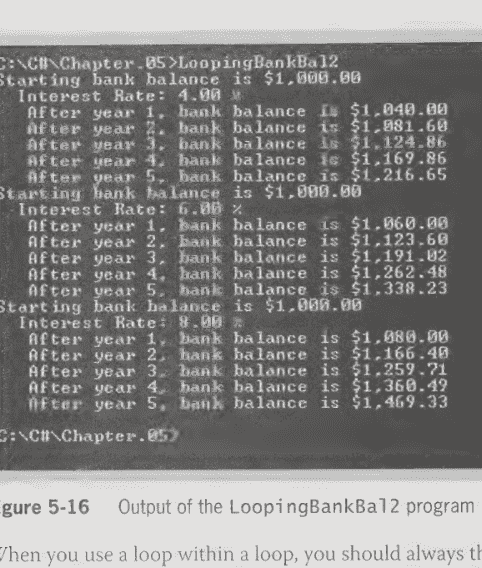 C:\C#\Chapter.05>LoopingBankBal2
Starting bank balance is $1,000.00
Interest Rate: 4.00 %
After year 1, bank balance is $1,040.00
After year 2, bank balance is $1,081.60
After year 3, bank balance is $1,124.86
After year 4, bank balance is $1,169.86
After year 5, bank balance is $1,216.65
Starting bank balance is $1,000.00
Interest Rate: 6.00 %
After year 1, bank balance is $1,060.00
After year 2, bank balance is $1,123.60
After year 3, bank balance is $1,191.02
After year 4, bank balance is $1,262.48
After year 5, bank balance is $1,338.23
Starting bank balance is $1,000.00
Interest Rate: 8.00 %
After year 1, bank balance is $1,080.00
After year 2, bank balance is $1,166.40
After year 3, bank balance is $1,259.71
After year 4, bank balance is $1,360.49
After year 5, bank balance is $1,469.33
C:\C#\Chapter.05>
gure 5-16 Output of the LoopingBankBal2 program
When you use a loop within a loop, you should always th